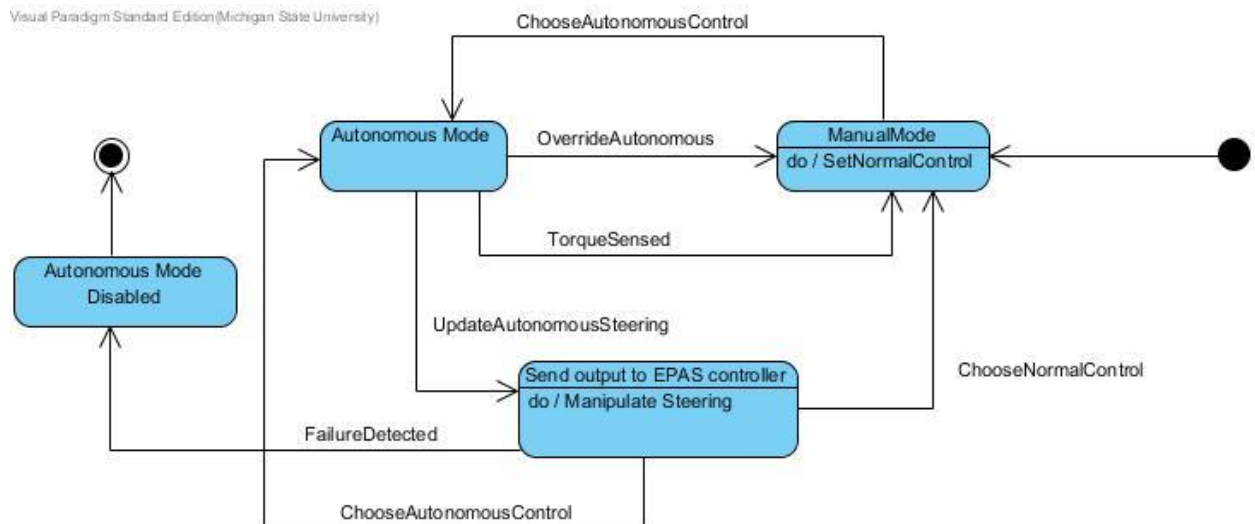 Visual Paradigm Standard Edition(Michigan State University)
ChooseAutonomousControl
Autonomous Mode
OverrideAutonomous
ManualMode
do / SetNormalControl
TorqueSensed
Autonomous Mode
Disabled
UpdateAutonomousSteering
Send output to EPAS controller
do / Manipulate Steering
ChooseNormalControl
FailureDetected
ChooseAutonomousControl